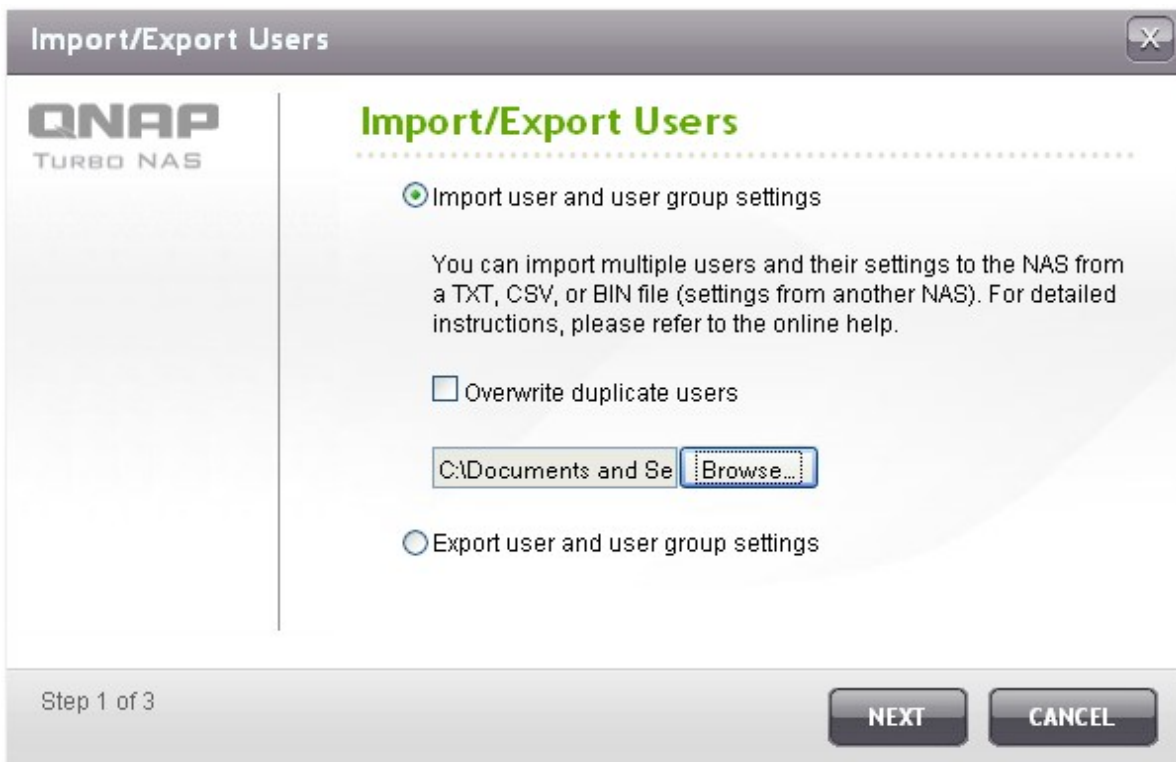 Import/Export Users
X
QNAP
TURBO NAS
Import/Export Users
Import user and user group settings
You can import multiple users and their settings to the NAS from
a TXT, CSV, or BIN file (settings from another NAS). For detailed
instructions, please refer to the online help.
Overwrite duplicate users
C:\Documents and Se Browse...
Export user and user group settings
Step 1 of 3
NEXT CANCEL